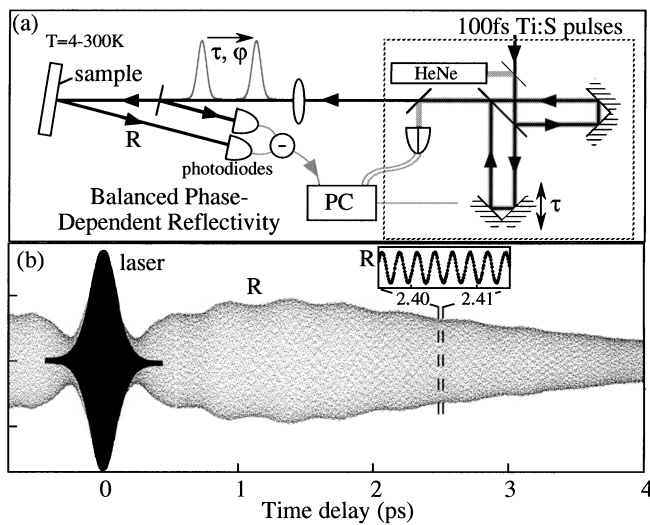 (a)
100fs Ti:S pulses
T=4-300K
sample
τ, φ
HeNe
R
photodiodes
−
PC
τ
Balanced Phase-
Dependent Reflectivity
(b)
laser
R
R
2.40 2.41
0 1 2 3 4
Time delay (ps)